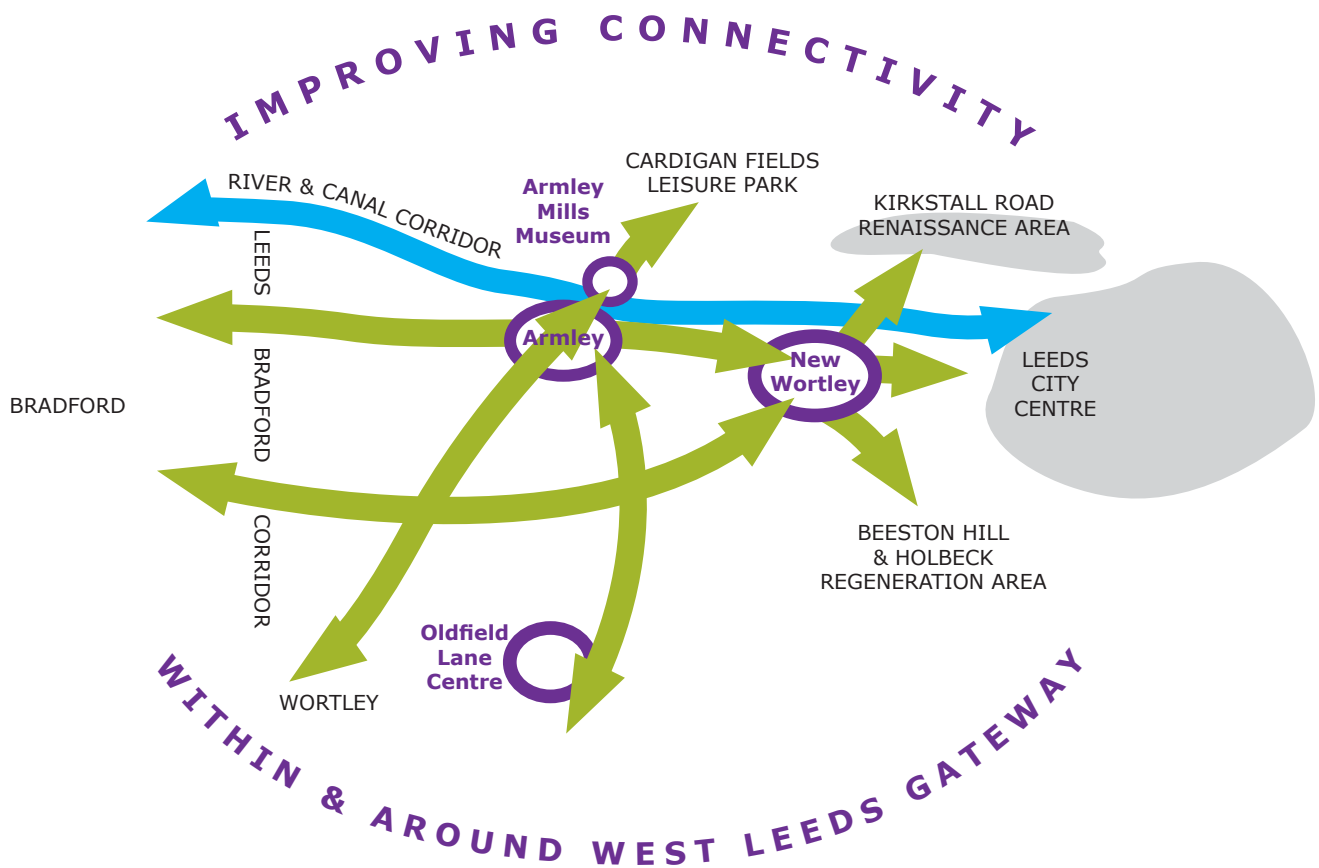 IMPROVING CONNECTIVITY
CARDIGAN FIELDS
LEISURE PARK
RIVER & CANAL CORRIDOR
Armley
Mills
Museum
KIRKSTALL ROAD
RENAISSANCE AREA
LEEDS
BRADFORD
CORRIDOR
Armley
New
Wortley
LEEDS
CITY
CENTRE
BRADFORD
BEESTON HILL
& HOLBECK
REGENERATION AREA
Oldfield
Lane
Centre
WORTLEY
WITHIN & AROUND WEST LEEDS GATEWAY